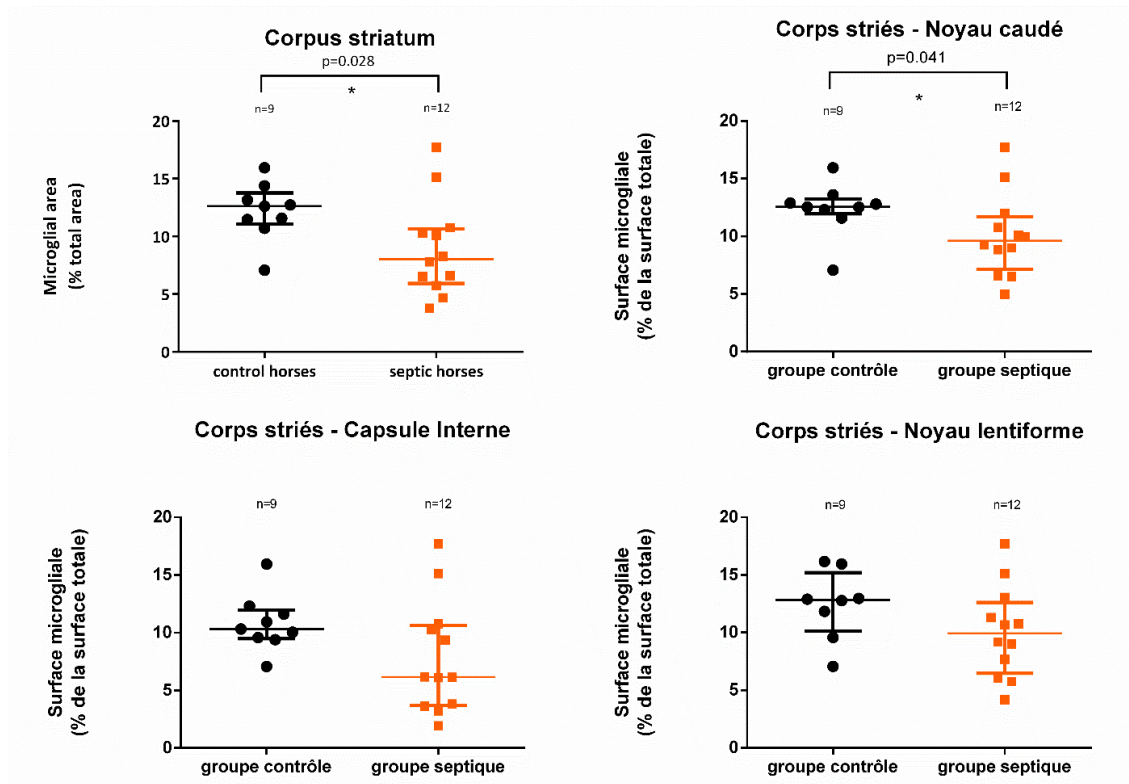 Corpus striatum
p=0.028
*
n=9
n=12
20
15
10
5
0
Microglial area
(% total area)
control horses
septic horses
Corps striés - Noyau caudé
p=0.041
*
n=9
n=12
20
15
10
5
0
Surface microgliale
(% de la surface totale)
groupe contrôle
groupe septique
Corps striés - Capsule Interne
n=9
n=12
20
15
10
5
0
Surface microgliale
(% de la surface totale)
groupe contrôle
groupe septique
Corps striés - Noyau lentiforme
n=9
n=12
20
15
10
5
0
Surface microgliale
(% de la surface totale)
groupe contrôle
groupe septique